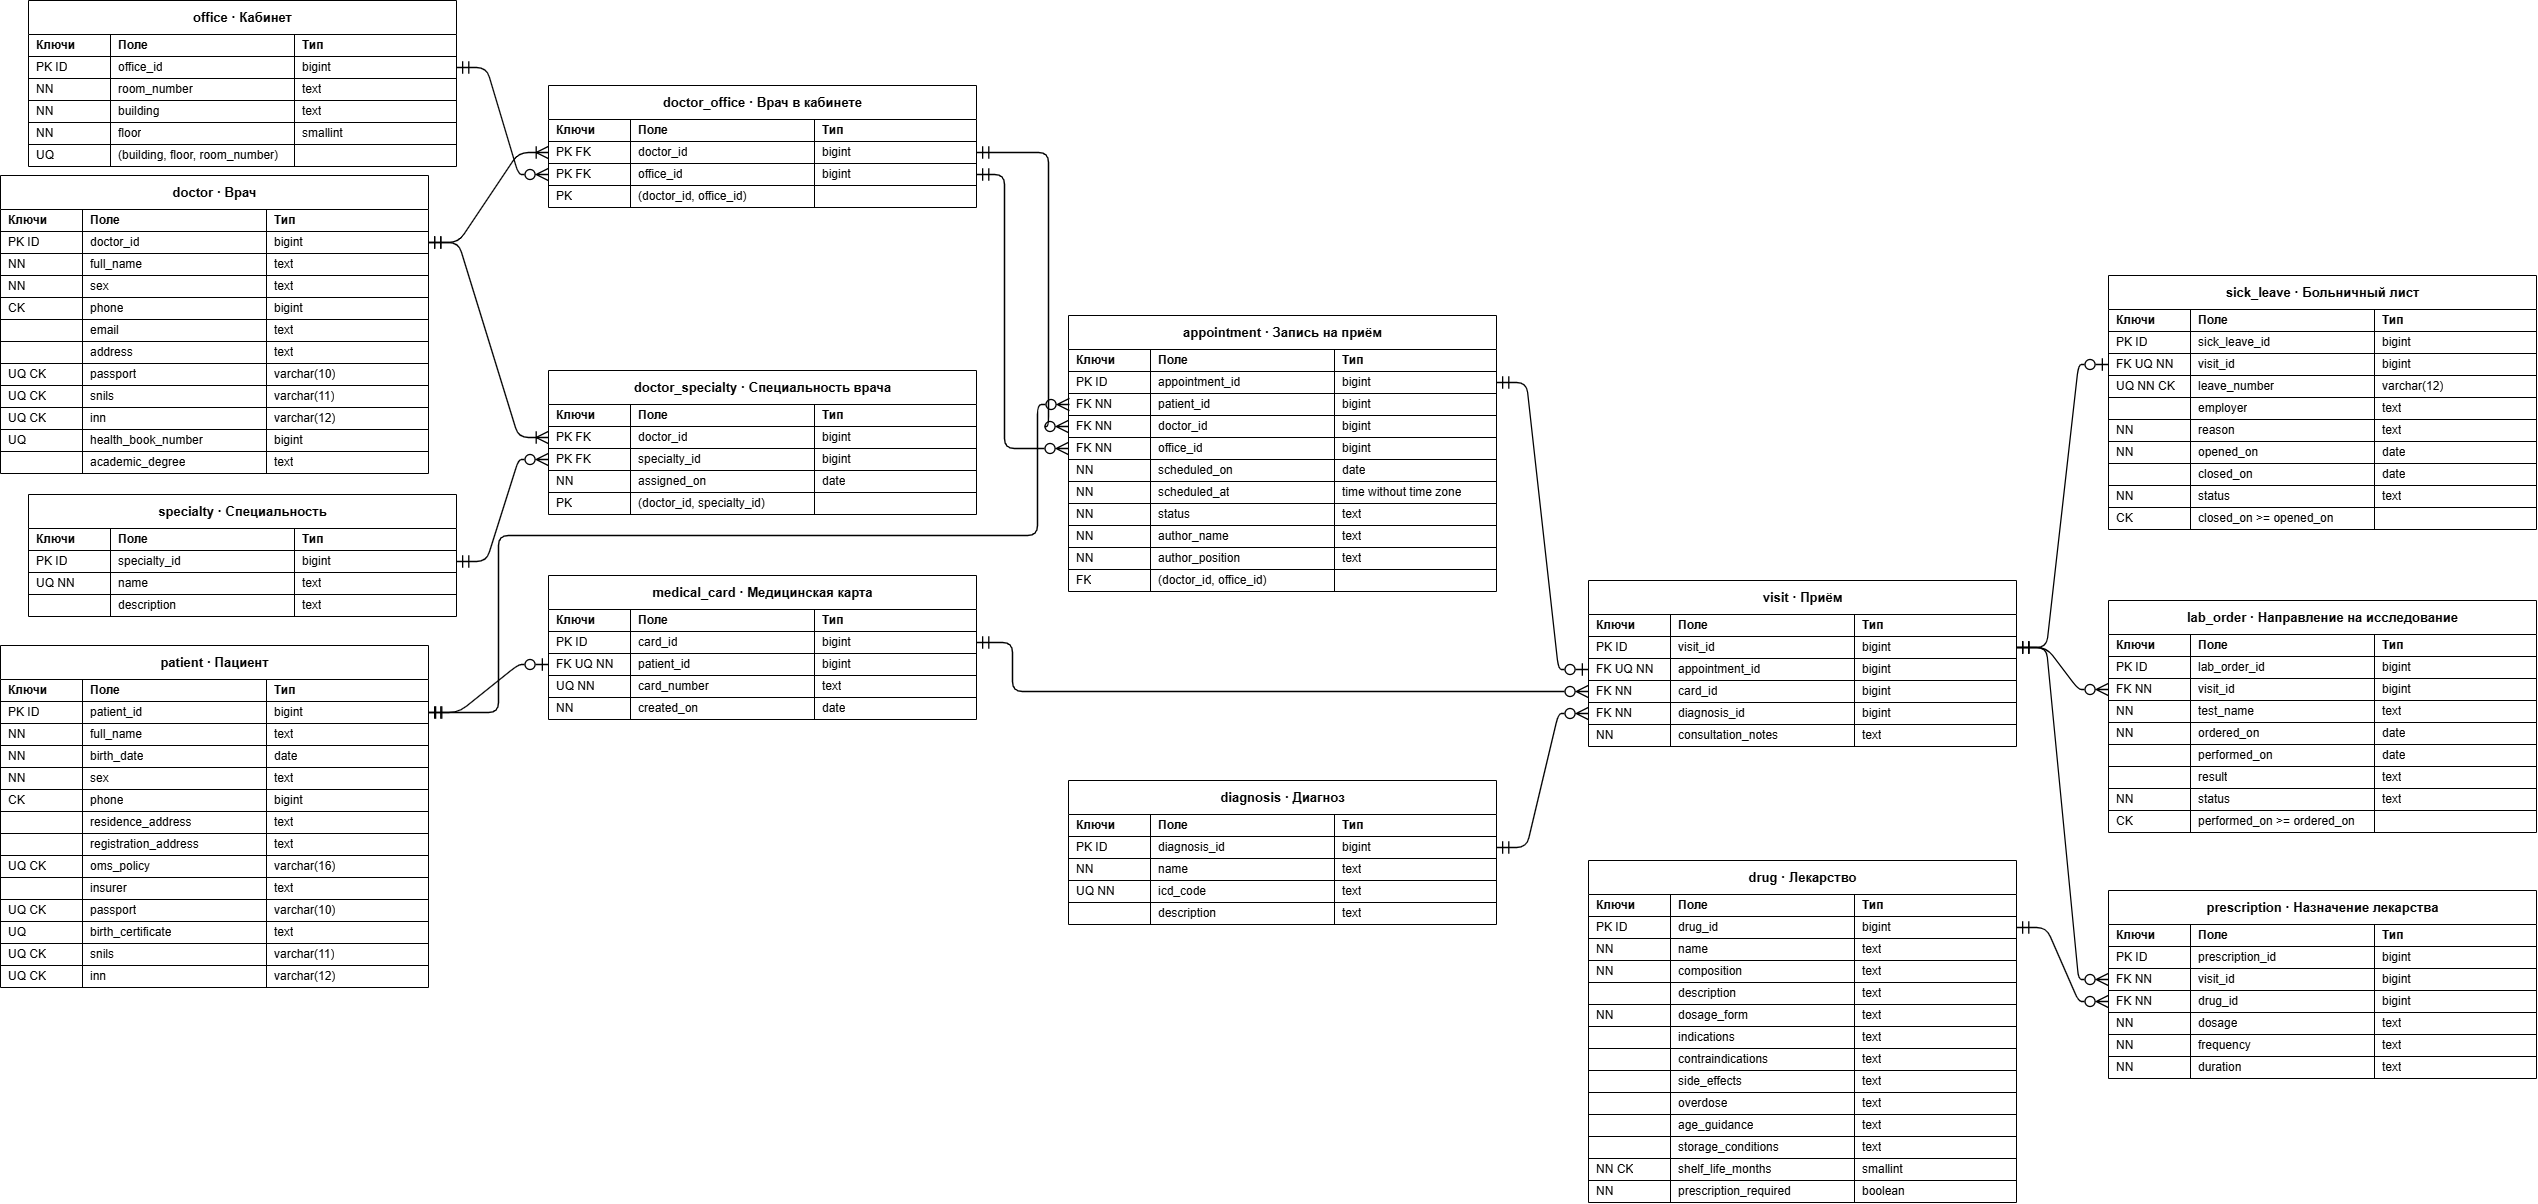 office · Кабинет
Ключи Поле Тип
PK ID office_id bigint
NN room_number text
NN building text
NN floor smallint
UQ (building, floor, room_number)
doctor · Врач
Ключи Поле Тип
PK ID doctor_id bigint
NN full_name text
NN sex text
CK phone bigint
email text
address text
UQ CK passport varchar(10)
UQ CK snils varchar(11)
UQ CK inn varchar(12)
UQ health_book_number bigint
academic_degree text
specialty · Специальность
Ключи Поле Тип
PK ID specialty_id bigint
UQ NN name text
description text
patient · Пациент
Ключи Поле Тип
PK ID patient_id bigint
NN full_name text
NN birth_date date
NN sex text
CK phone bigint
residence_address text
registration_address text
UQ CK oms_policy varchar(16)
insurer text
UQ CK passport varchar(10)
UQ birth_certificate text
UQ CK snils varchar(11)
UQ CK inn varchar(12)
doctor_office · Врач в кабинете
Ключи Поле Тип
PK FK doctor_id bigint
PK FK office_id bigint
PK (doctor_id, office_id)
doctor_specialty · Специальность врача
Ключи Поле Тип
PK FK doctor_id bigint
PK FK specialty_id bigint
NN assigned_on date
PK (doctor_id, specialty_id)
medical_card · Медицинская карта
Ключи Поле Тип
PK ID card_id bigint
FK UQ NN patient_id bigint
UQ NN card_number text
NN created_on date
appointment · Запись на приём
Ключи Поле Тип
PK ID appointment_id bigint
FK NN patient_id bigint
FK NN doctor_id bigint
FK NN office_id bigint
NN scheduled_on date
NN scheduled_at time without time zone
NN status text
NN author_name text
NN author_position text
FK (doctor_id, office_id)
diagnosis · Диагноз
Ключи Поле Тип
PK ID diagnosis_id bigint
NN name text
UQ NN icd_code text
description text
visit · Приём
Ключи Поле Тип
PK ID visit_id bigint
FK UQ NN appointment_id bigint
FK NN card_id bigint
FK NN diagnosis_id bigint
NN consultation_notes text
drug · Лекарство
Ключи Поле Тип
PK ID drug_id bigint
NN name text
NN composition text
description text
NN dosage_form text
indications text
contraindications text
side_effects text
overdose text
age_guidance text
storage_conditions text
NN CK shelf_life_months smallint
NN prescription_required boolean
sick_leave · Больничный лист
Ключи Поле Тип
PK ID sick_leave_id bigint
FK UQ NN visit_id bigint
UQ NN CK leave_number varchar(12)
employer text
NN reason text
NN opened_on date
closed_on date
NN status text
CK closed_on >= opened_on
lab_order · Направление на исследование
Ключи Поле Тип
PK ID lab_order_id bigint
FK NN visit_id bigint
NN test_name text
NN ordered_on date
performed_on date
result text
NN status text
CK performed_on >= ordered_on
prescription · Назначение лекарства
Ключи Поле Тип
PK ID prescription_id bigint
FK NN visit_id bigint
FK NN drug_id bigint
NN dosage text
NN frequency text
NN duration text